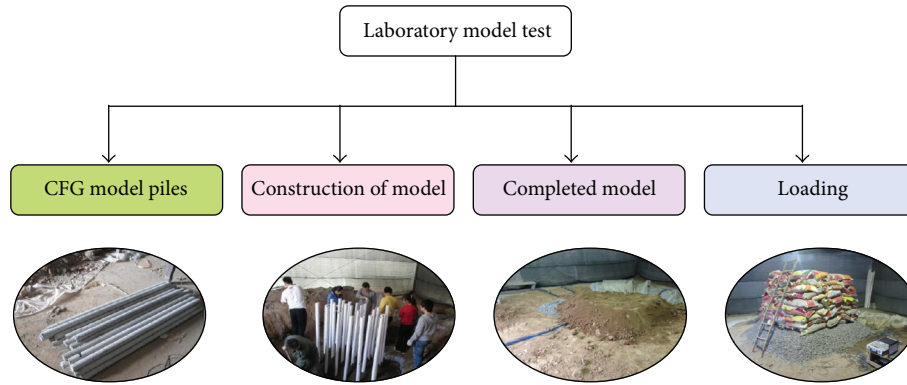 Laboratory model test
CFG model piles
Construction of model
Completed model
Loading